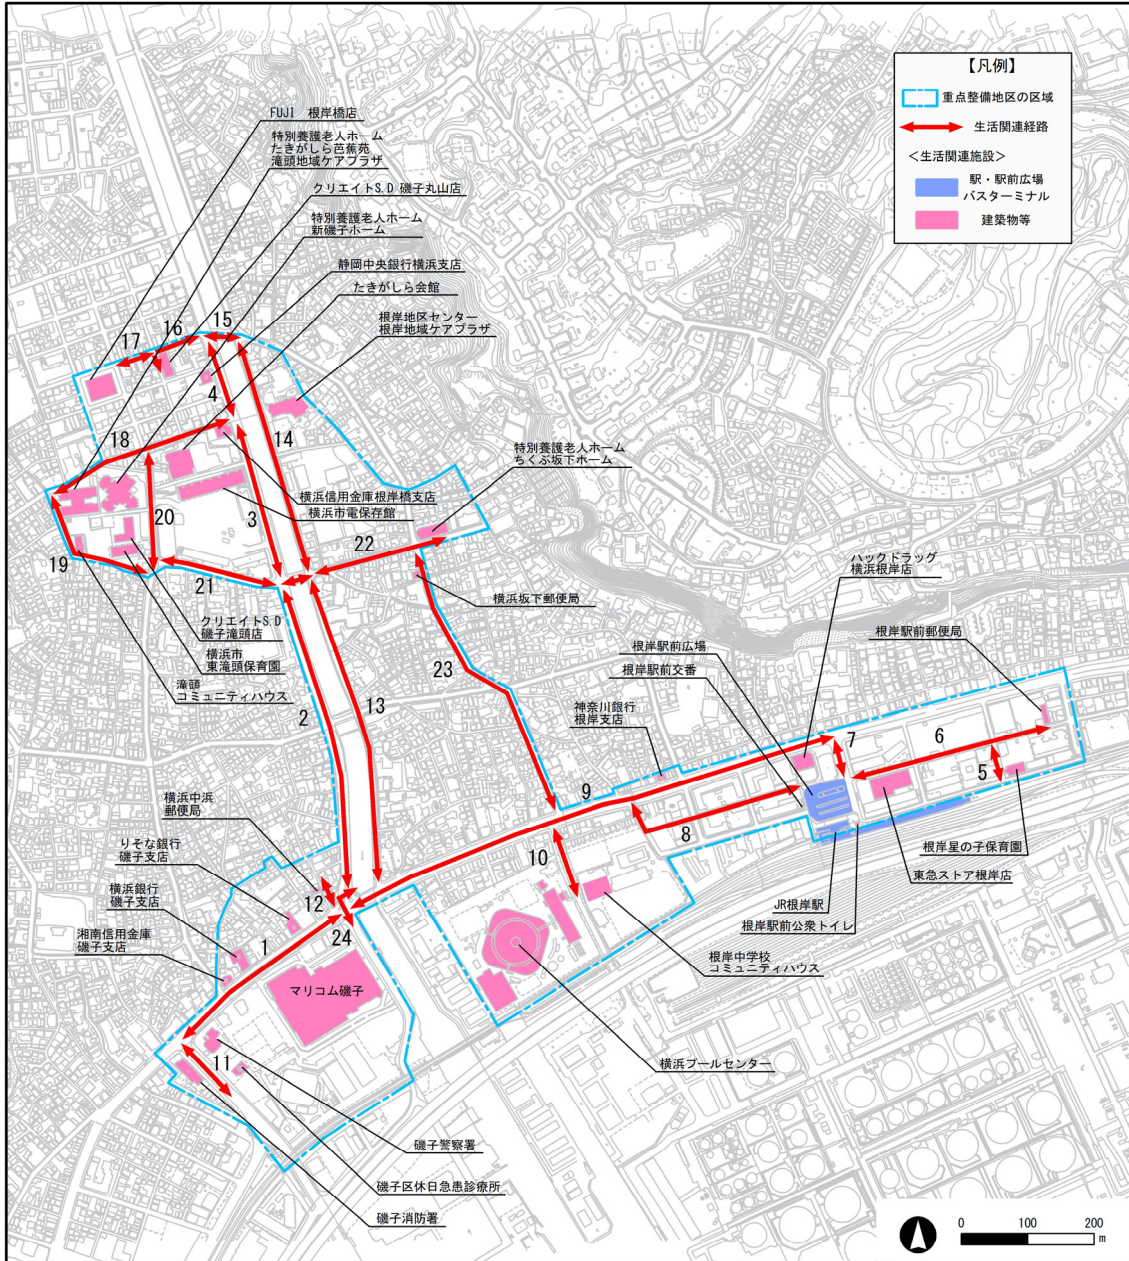 【凡例】
重点整備地区の区域
生活関連経路
＜生活関連施設＞
駅・駅前広場
バスターミナル
建築物等
FUJI 根岸橋店
特別養護老人ホーム
たきがしら芭蕉苑
滝頭地域ケアプラザ
クリエイトS.D 磯子丸山店
特別養護老人ホーム
新磯子ホーム
静岡中央銀行横浜支店
たきがしら会館
根岸地区センター
根岸地域ケアプラザ
17
16
15
4
14
18
特別養護老人ホーム
ちくぶ坂下ホーム
横浜信用金庫根岸橋支店
横浜市電保存館
3
20
22
19
21
横浜坂下郵便局
クリエイトS.D
磯子滝頭店
横浜市
東滝頭保育園
滝頭
コミュニティハウス
ハックドラッグ
横浜根岸店
根岸駅前郵便局
根岸駅前広場
根岸駅前交番
神奈川銀行
根岸支店
23
2
13
7
6
5
9
8
10
横浜中浜
郵便局
りそな銀行
磯子支店
横浜銀行
磯子支店
湘南信用金庫
磯子支店
12
1
24
マリコム磯子
根岸星の子保育園
東急ストア根岸店
JR根岸駅
根岸駅前公衆トイレ
根岸中学校
コミュニティハウス
横浜プールセンター
11
磯子警察署
磯子区休日急患診療所
磯子消防署
0 100 200
m